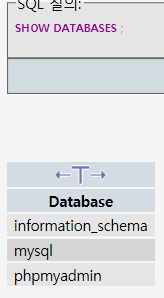 SQL 질의:
SHOW DATABASES ;
←T→
Database
information_schema
mysql
phpmyadmin